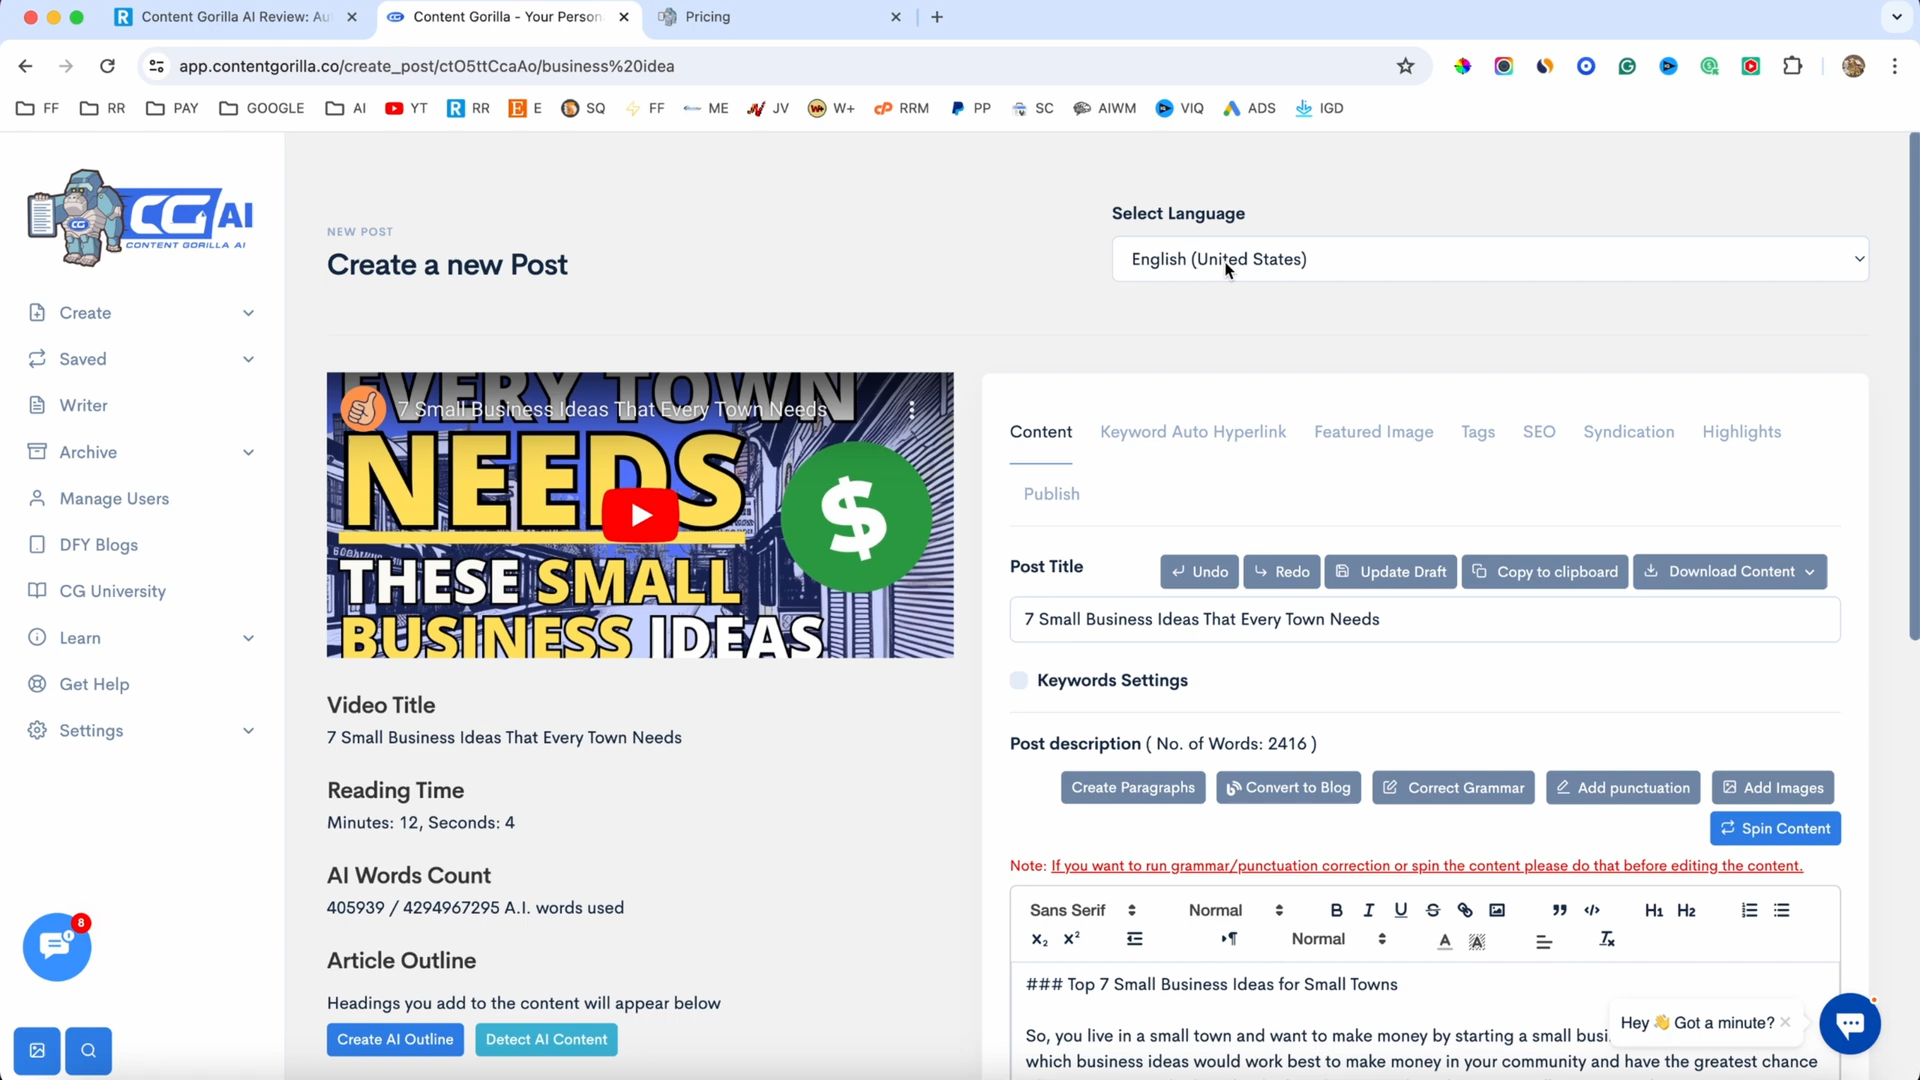 Content Gorilla AI Review: Au
Content Gorilla - Your Person
Pricing
app.contentgorilla.co/create_post/ctO5ttCcaAo/business%20idea
FF
RR
PAY
GOOGLE
AI
YT
RR
E
SQ
FF
ME
JV
W+
RRM
PP
SC
AIWM
VIQ
ADS
IGD
CG AI
CONTENT GORILLA AI
Create
Saved
Writer
Archive
Manage Users
DFY Blogs
CG University
Learn
Get Help
Settings
8
NEW POST
Create a new Post
Select Language
English (United States)
EVERY TOWN
7 Small Business Ideas That Every Town Needs
NEEDS
$
THESE SMALL
BUSINESS IDEAS
Video Title
7 Small Business Ideas That Every Town Needs
Reading Time
Minutes: 12, Seconds: 4
AI Words Count
405939 / 4294967295 A.I. words used
Article Outline
Headings you add to the content will appear below
Create AI Outline
Detect AI Content
Content Keyword Auto Hyperlink Featured Image Tags SEO Syndication Highlights
Publish
Post Title
Undo
Redo
Update Draft
Copy to clipboard
Download Content
7 Small Business Ideas That Every Town Needs
Keywords Settings
Post description ( No. of Words: 2416 )
Create Paragraphs
Convert to Blog
Correct Grammar
Add punctuation
Add Images
Spin Content
Note: If you want to run grammar/punctuation correction or spin the content please do that before editing the content.
Sans Serif Normal B I U S H1 H2
X2 X2 Normal A A
### Top 7 Small Business Ideas for Small Towns
So, you live in a small town and want to make money by starting a small busi
which business ideas would work best to make money in your community and have the greatest chance
Hey 👋 Got a minute?